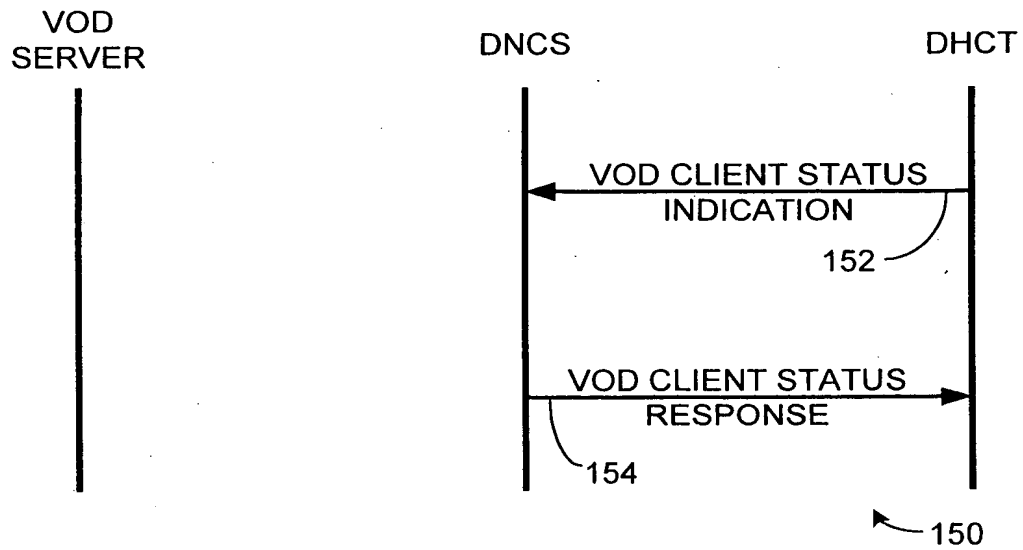 VOD
SERVER
DNCS
DHCT
VOD CLIENT STATUS
INDICATION
152
VOD CLIENT STATUS
RESPONSE
154
150